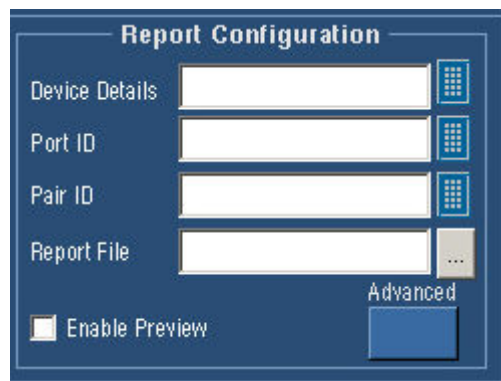 Report Configuration
Device Details
Port ID
Pair ID
Report File
...
Advanced
Enable Preview